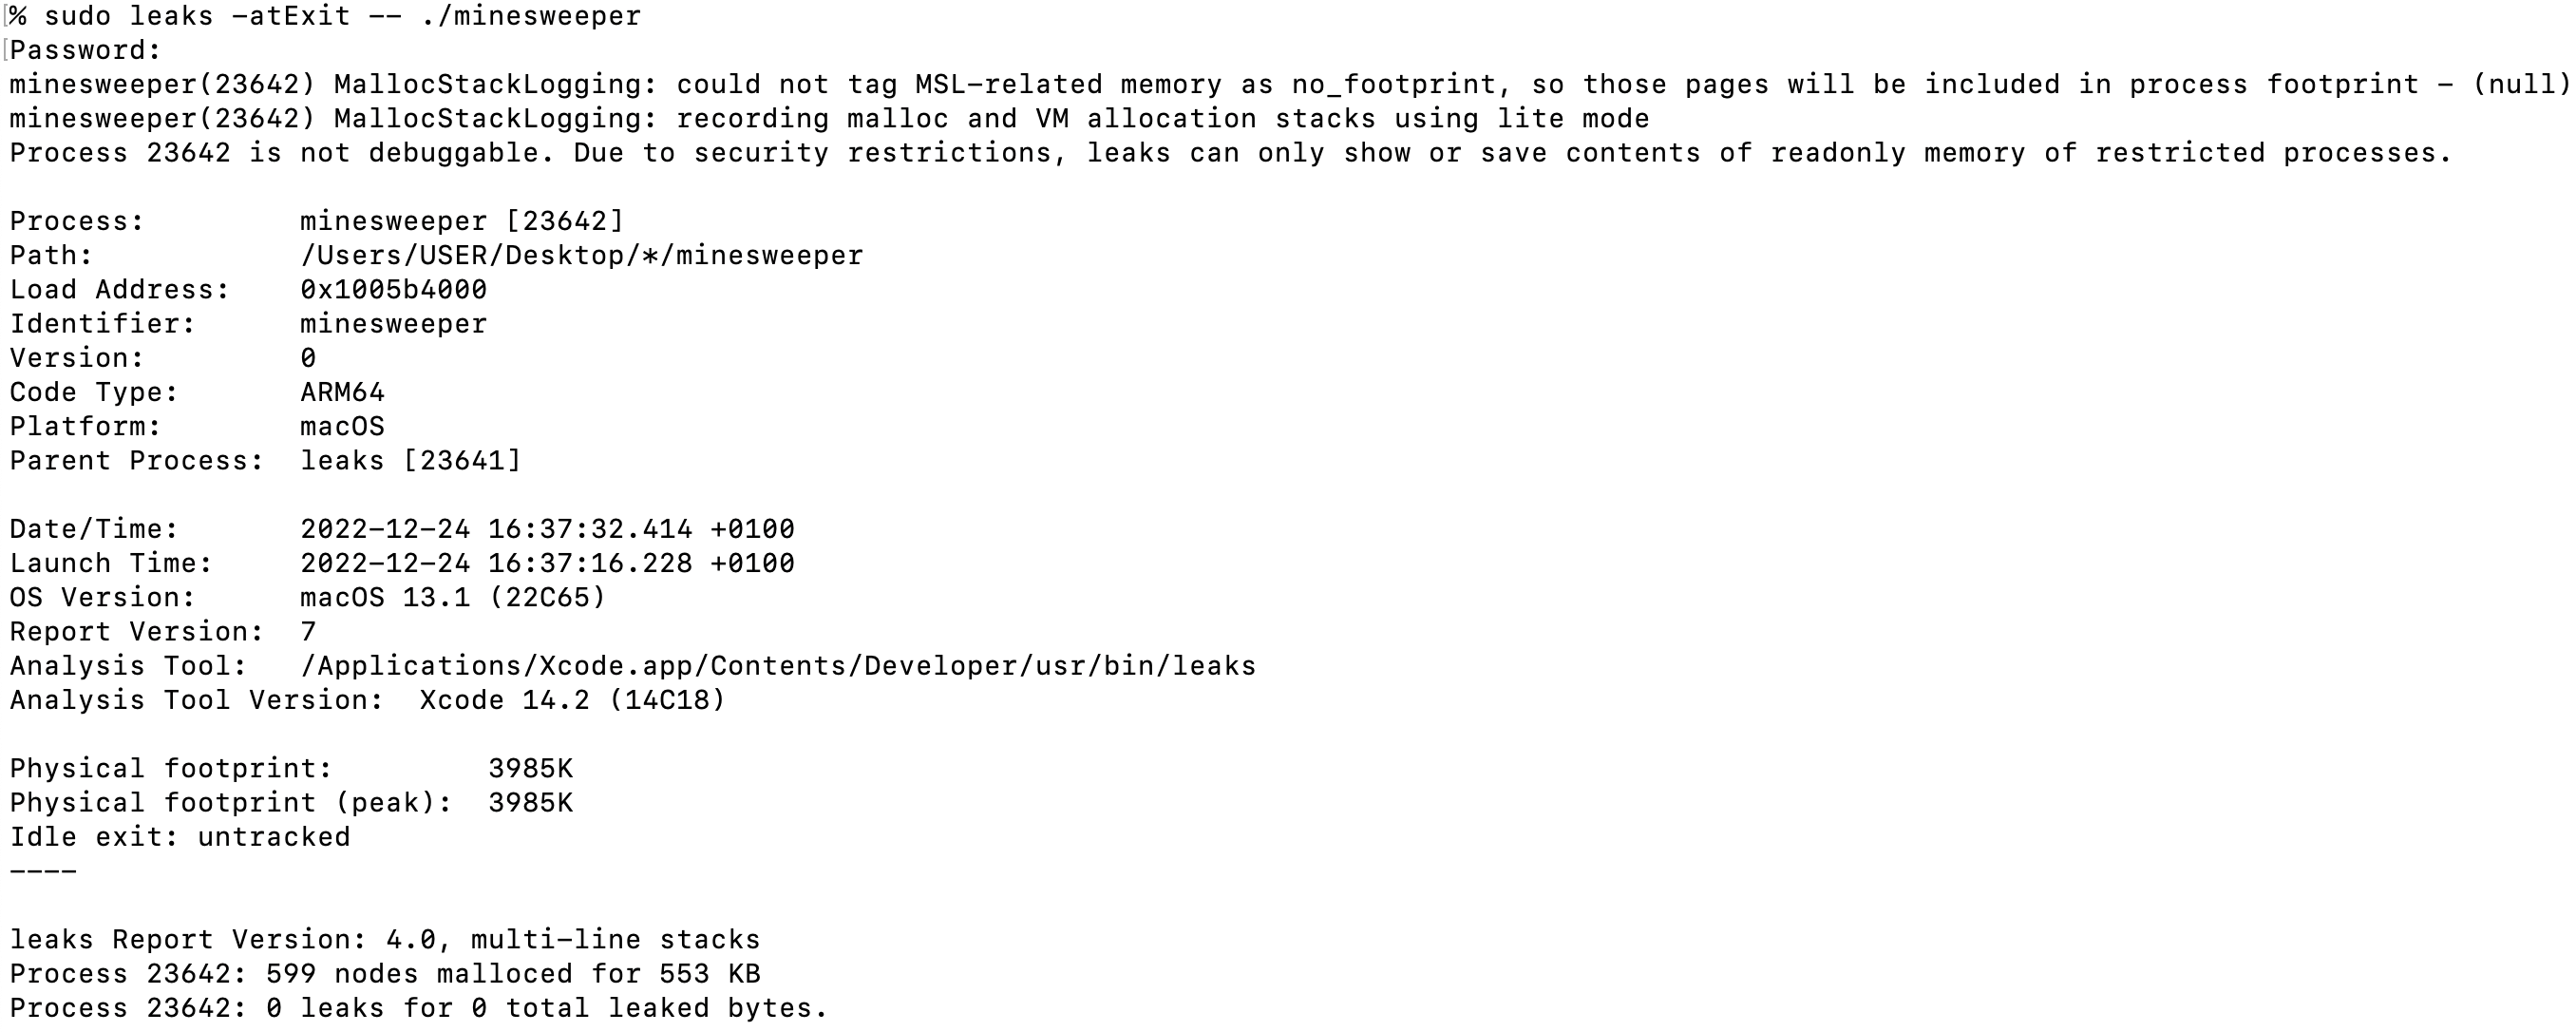 % sudo leaks -atExit -- ./minesweeper
Password:
minesweeper(23642) MallocStackLogging: could not tag MSL-related memory as no_footprint, so those pages will be included in process footprint - (null)
minesweeper(23642) MallocStackLogging: recording malloc and VM allocation stacks using lite mode
Process 23642 is not debuggable. Due to security restrictions, leaks can only show or save contents of readonly memory of restricted processes.

Process:         minesweeper [23642]
Path:            /Users/USER/Desktop/*/minesweeper
Load Address:    0x1005b4000
Identifier:      minesweeper
Version:         0
Code Type:       ARM64
Platform:        macOS
Parent Process:  leaks [23641]

Date/Time:       2022-12-24 16:37:32.414 +0100
Launch Time:     2022-12-24 16:37:16.228 +0100
OS Version:      macOS 13.1 (22C65)
Report Version:  7
Analysis Tool:   /Applications/Xcode.app/Contents/Developer/usr/bin/leaks
Analysis Tool Version:  Xcode 14.2 (14C18)

Physical footprint:         3985K
Physical footprint (peak):  3985K
Idle exit: untracked
----

leaks Report Version: 4.0, multi-line stacks
Process 23642: 599 nodes malloced for 553 KB
Process 23642: 0 leaks for 0 total leaked bytes.